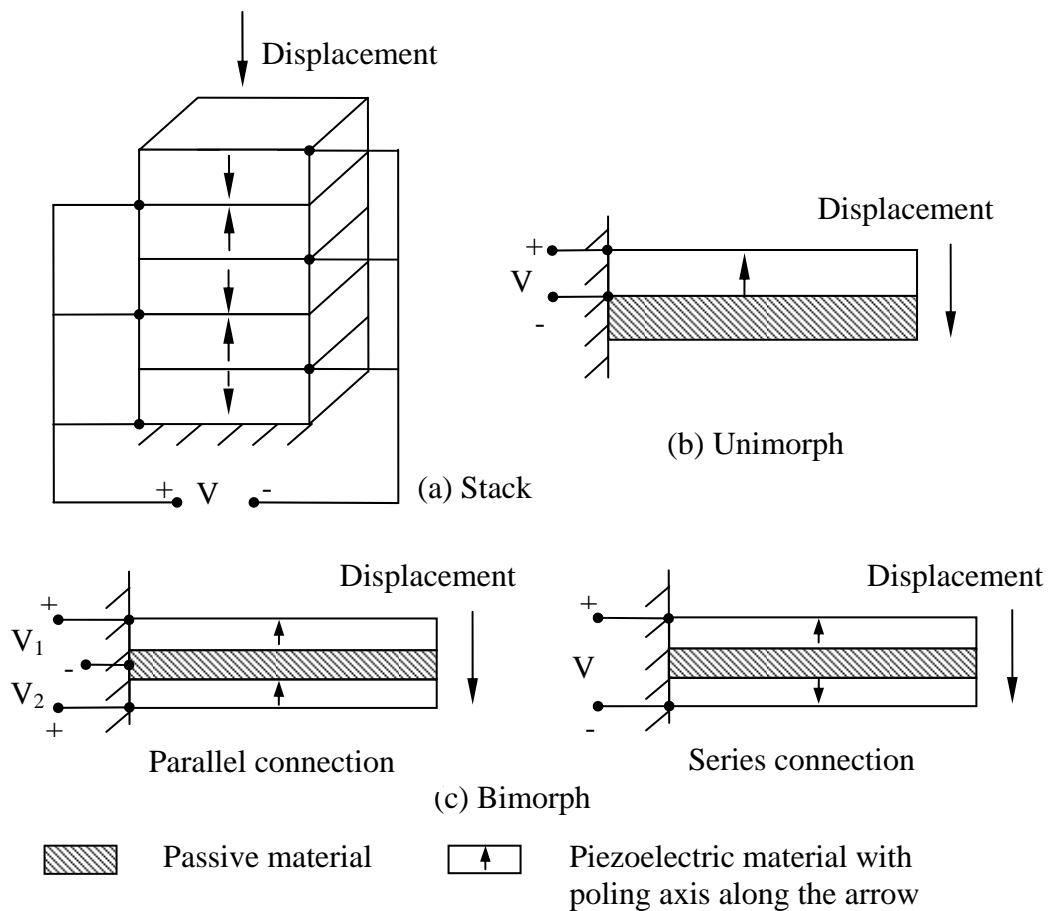 Displacement
+ V -
(a) Stack
Displacement
+
V
-
(b) Unimorph
Displacement
+
V1
-
V2
+
Parallel connection
Displacement
+
V
-
Series connection
(c) Bimorph
Passive material
Piezoelectric material with
poling axis along the arrow